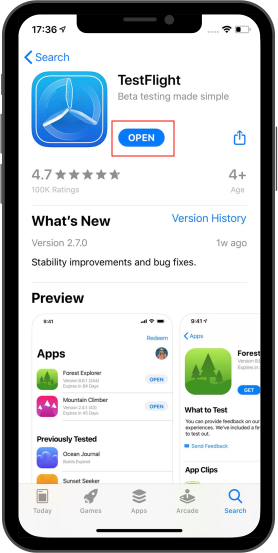 17:36
Search
TestFlight
Beta testing made simple
OPEN
4.7
4+
100K Ratings
Age
What's New
Version History
Version 2.7.0
1w ago
Stability improvements and bug fixes.
Preview
9:41
Redeem
Apps
Forest Explorer
Version 8.0.1 (244)
Expires in 84 Days
OPEN
Mountain Climber
Version 2.4.1 (43)
Expires in 45 Days
OPEN
Previously Tested
Ocean Journal
Builds Expired
Sunset Seeker
9:41
Apps
Forest
GET
What to Test
You can provide feedback on our
experiences. We've included a
to test out.
Send Feedback
App Clips
Today
Games
Apps
Arcade
Search